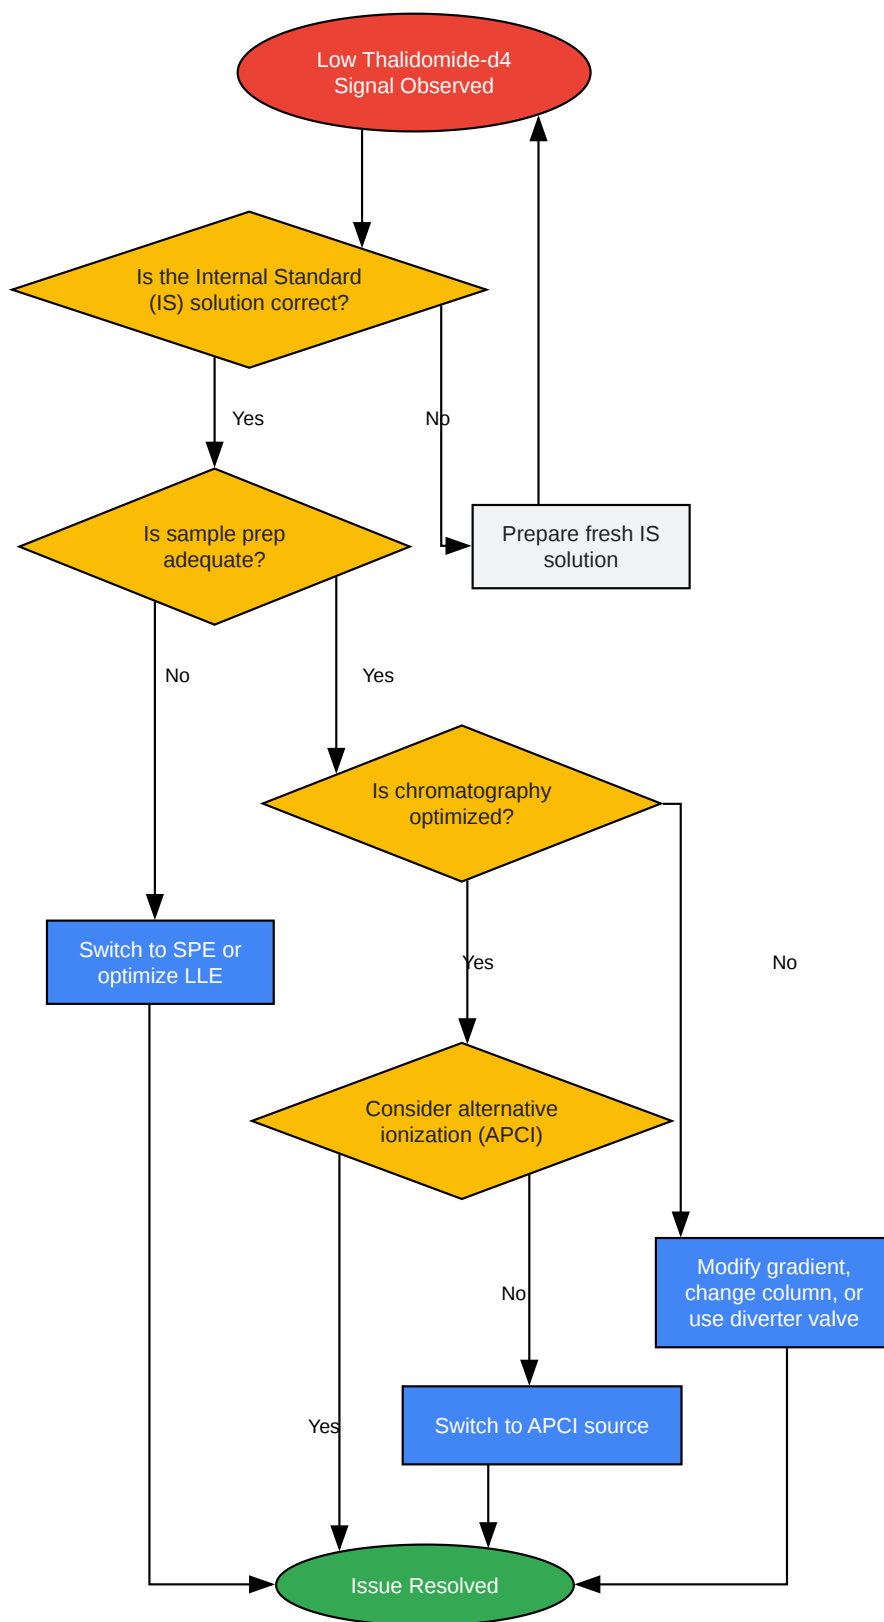 Low Thalidomide-d4
Signal Observed
Is the Internal Standard
(IS) solution correct?
Yes
No
Is sample prep
adequate?
Prepare fresh IS
solution
No
Yes
Is chromatography
optimized?
Switch to SPE or
optimize LLE
Yes
No
Consider alternative
ionization (APCI)
Modify gradient,
change column, or
use diverter valve
No
Yes
Switch to APCI source
Issue Resolved